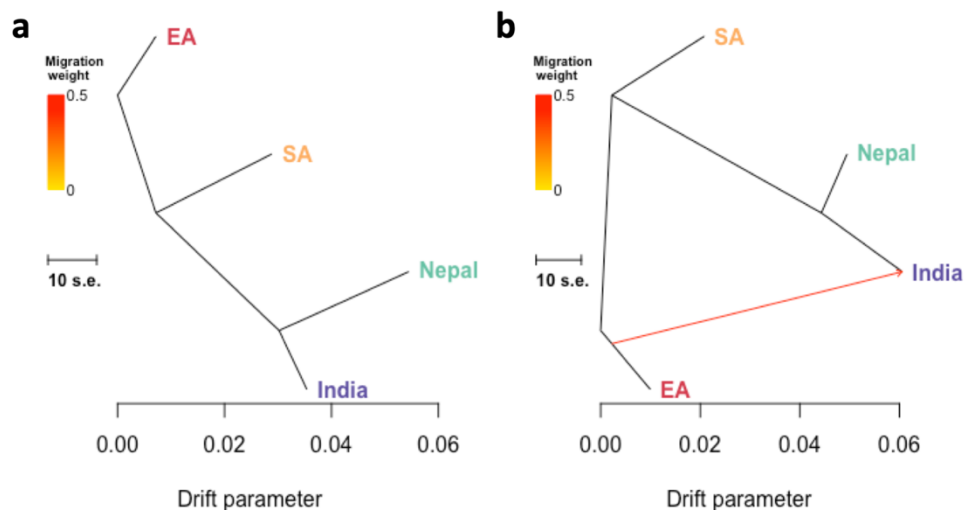 a
EA
Migration
weight
0.5
0
SA
10 s.e.
Nepal
India
0.00 0.02 0.04 0.06
Drift parameter
b
SA
Migration
weight
0.5
0
Nepal
10 s.e.
India
EA
0.00 0.02 0.04 0.06
Drift parameter